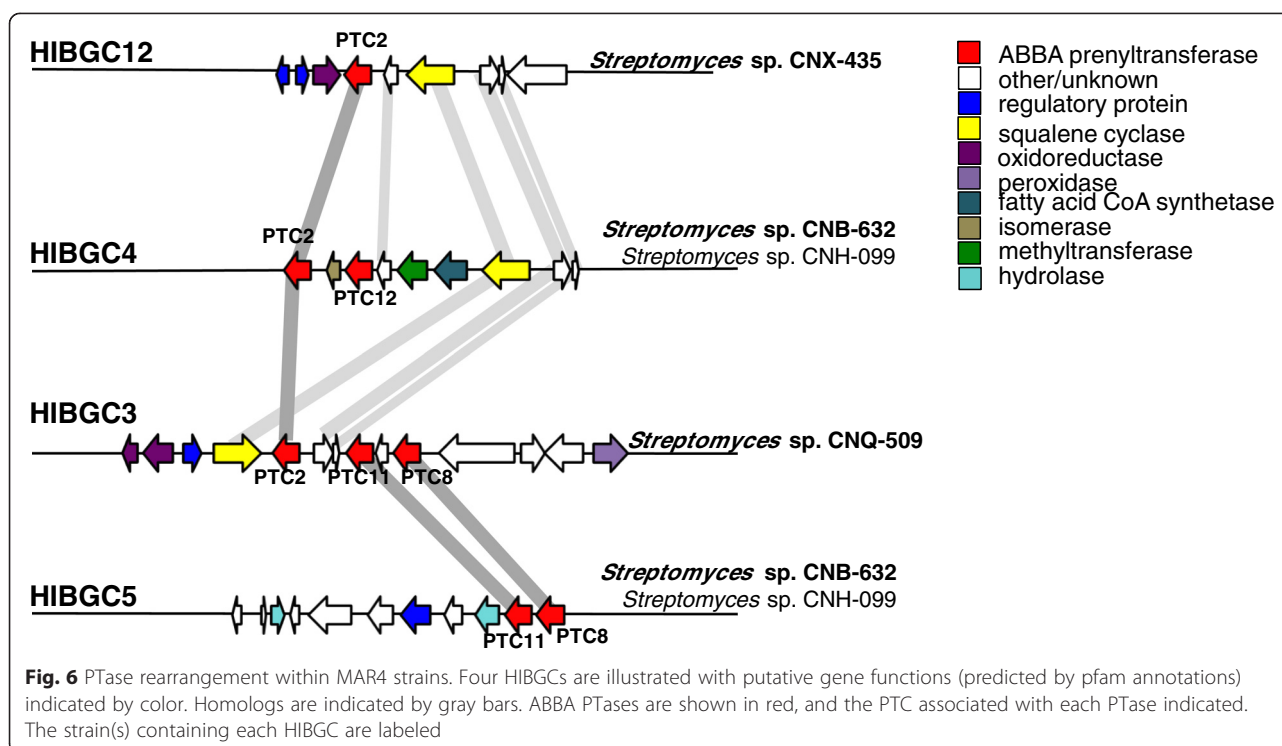 HIBGC12
PTC2
Streptomyces sp. CNX-435
ABBA prenyltransferase
other/unknown
regulatory protein
squalene cyclase
oxidoreductase
peroxidase
fatty acid CoA synthetase
isomerase
methyltransferase
hydrolase
HIBGC4
PTC2
PTC12
Streptomyces sp. CNB-632
Streptomyces sp. CNH-099
HIBGC3
PTC2
PTC11
PTC8
Streptomyces sp. CNQ-509
HIBGC5
PTC11
PTC8
Streptomyces sp. CNB-632
Streptomyces sp. CNH-099
Fig. 6 PTase rearrangement within MAR4 strains. Four HIBGCs are illustrated with putative gene functions (predicted by pfam annotations)
indicated by color. Homologs are indicated by gray bars. ABBA PTases are shown in red, and the PTC associated with each PTase indicated.
The strain(s) containing each HIBGC are labeled